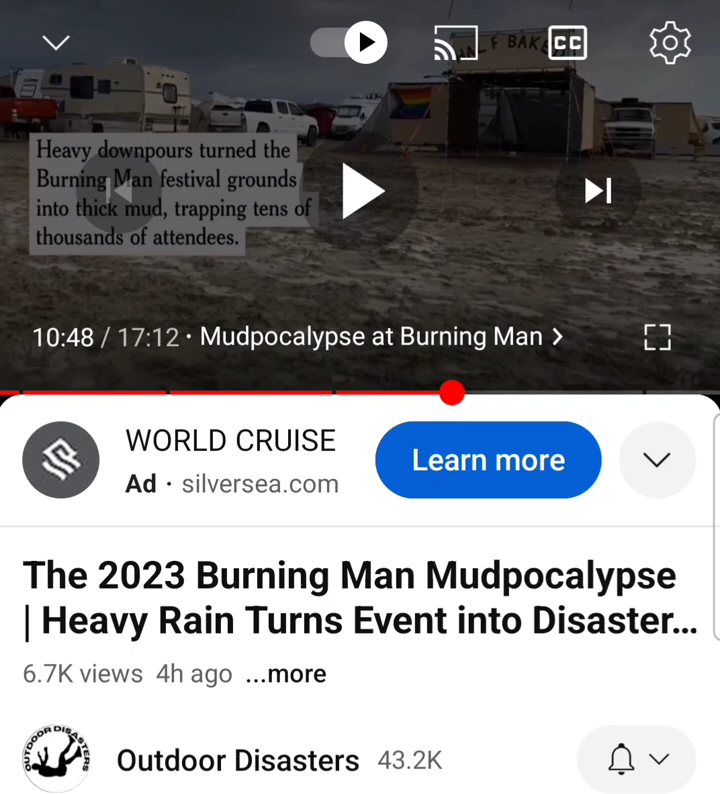 F BAK
CC
Heavy downpours turned the
Burning Man festival grounds
into thick mud, trapping tens of
thousands of attendees.
10:48 / 17:12 · Mudpocalypse at Burning Man
WORLD CRUISE
Ad · silversea.com
Learn more
The 2023 Burning Man Mudpocalypse
| Heavy Rain Turns Event into Disaster...
6.7K views 4h ago ...more
OUTDOOR DISASTERS
Outdoor Disasters 43.2K